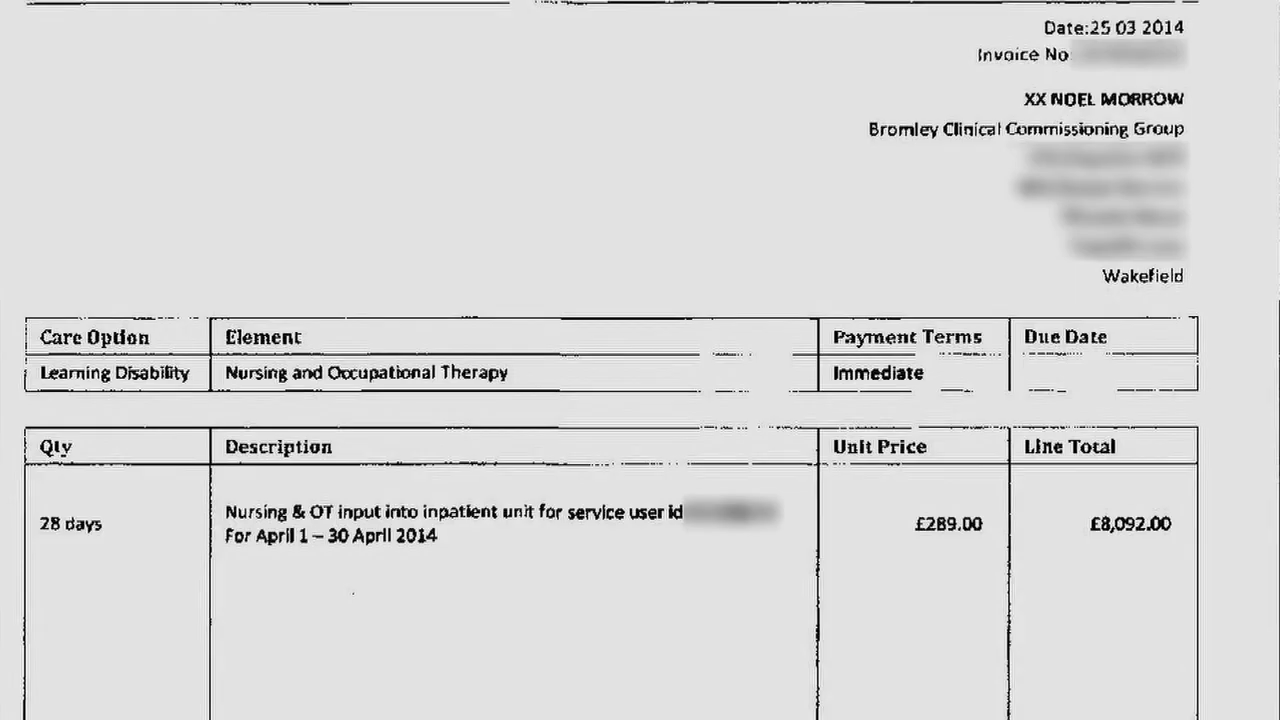 Date:25 03 2014
Invoice No
XX NOEL MORROW
Bromley Clinical Commissioning Group
Wakefield
Care Option Element Payment Terms Due Date
Learning Disability Nursing and Occupational Therapy Immediate
Qty Description Unit Price Line Total
Nursing & OT input into inpatient unit for service user id
28 days £289.00 £8,092.00
For April 1 – 30 April 2014